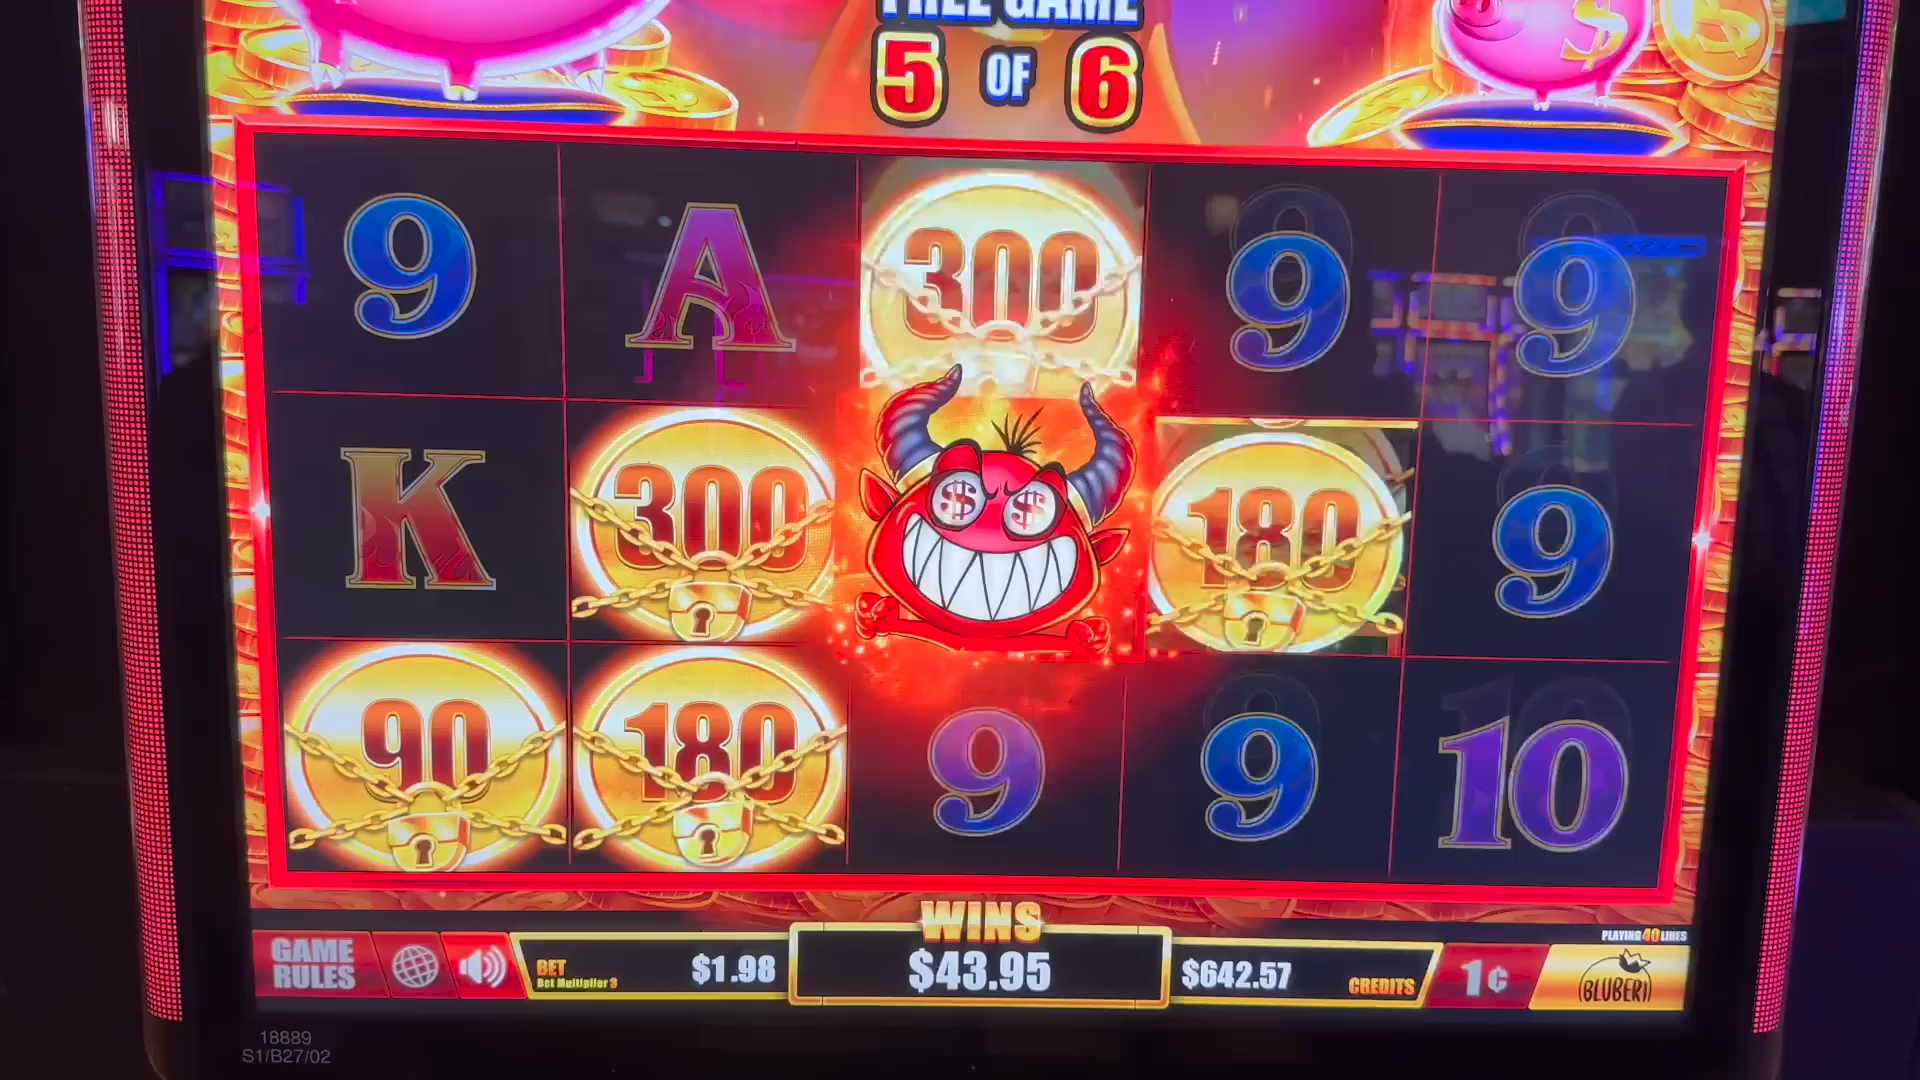 FREE GAME
5 OF 6
9 A 300 9 9
K 300 $ $ 180 9
90 180 9 9 10
WINS
PLAYING 40 LINES
GAME RULES
BET $1.98
Bet Multiplier 3
$43.95
$642.57 CREDITS
1¢
BLUBERI
18889
S1/B27/02